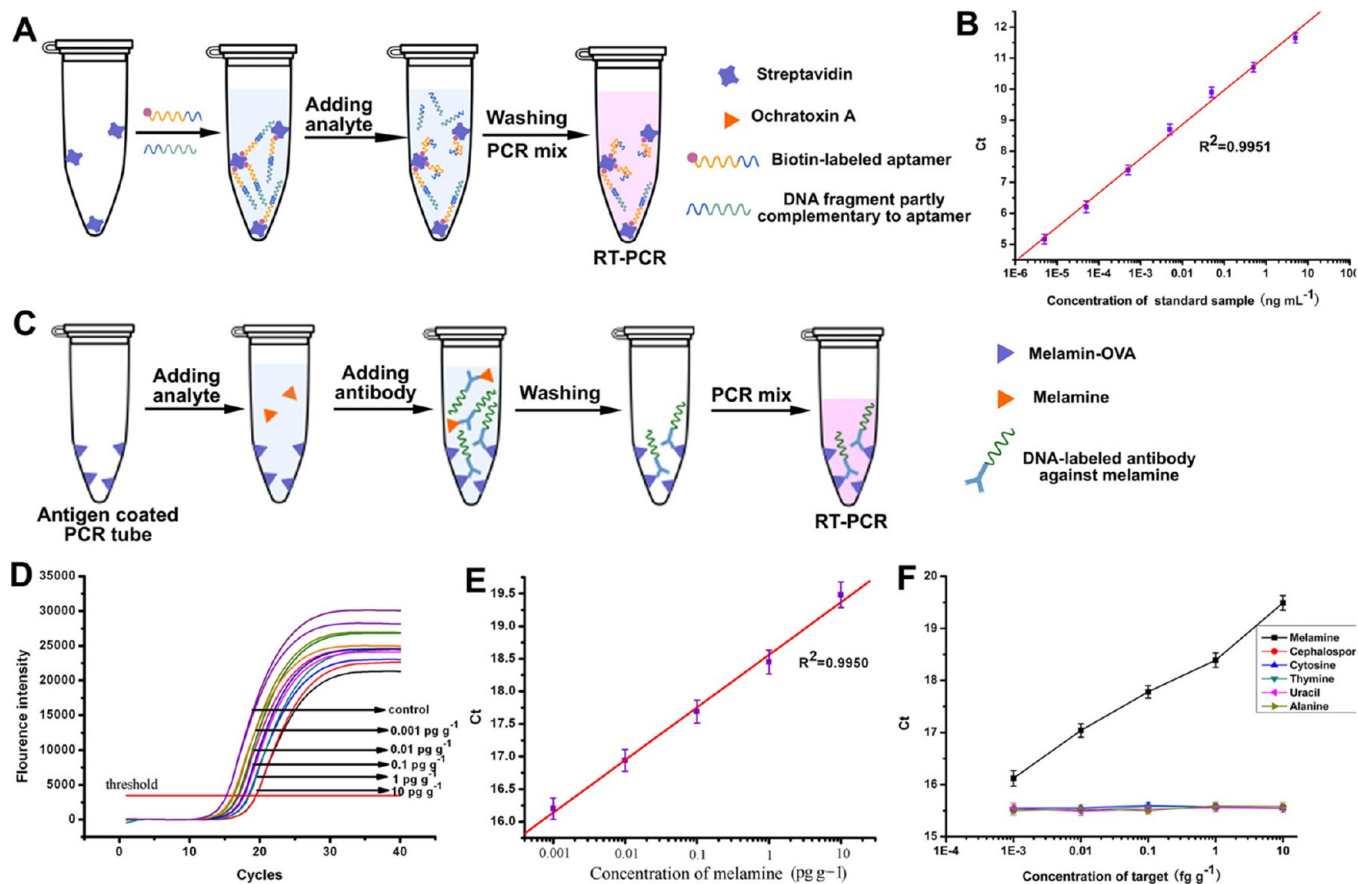 A
Adding
analyte
Washing
PCR mix
RT-PCR
Streptavidin
Ochratoxin A
Biotin-labeled aptamer
DNA fragment partly
complementary to aptamer
B
12
11
10
9
8
7
6
5
Ct
R²=0.9951
1E-6 1E-5 1E-4 1E-3 0.01 0.1 1 10 100
Concentration of standard sample (ng mL⁻¹)
C
Adding
analyte
Adding
antibody
Washing
PCR mix
Antigen coated
PCR tube
RT-PCR
Melamin-OVA
Melamine
DNA-labeled antibody
against melamine
D
35000
30000
25000
20000
15000
10000
5000
0
Flourence intensity
control
0.001 pg g⁻¹
0.01 pg g⁻¹
0.1 pg g⁻¹
1 pg g⁻¹
10 pg g⁻¹
threshold
0 10 20 30 40
Cycles
E
19.5
19.0
18.5
18.0
17.5
17.0
16.5
16.0
Ct
R²=0.9950
0.001 0.01 0.1 1 10
Concentration of melamine (pg g−1)
F
20
19
18
17
16
15
Ct
Melamine
Cephalospor
Cytosine
Thymine
Uracil
Alanine
1E-4 1E-3 0.01 0.1 1 10
Concentration of target (fg g⁻¹)